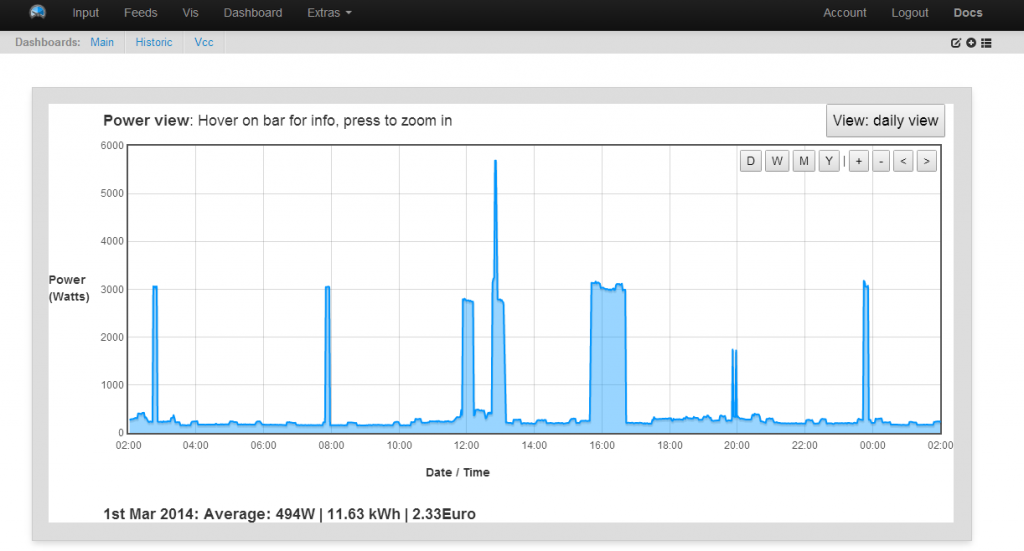 Input Feeds Vis Dashboard Extras Account Logout Docs
Dashboards: Main Historic Vcc
Power view: Hover on bar for info, press to zoom in
View: daily view
D W M Y | + - < >
6000
5000
4000
3000
2000
1000
0
Power
(Watts)
02:00 04:00 06:00 08:00 10:00 12:00 14:00 16:00 18:00 20:00 22:00 00:00 02:00
Date / Time
1st Mar 2014: Average: 494W | 11.63 kWh | 2.33Euro